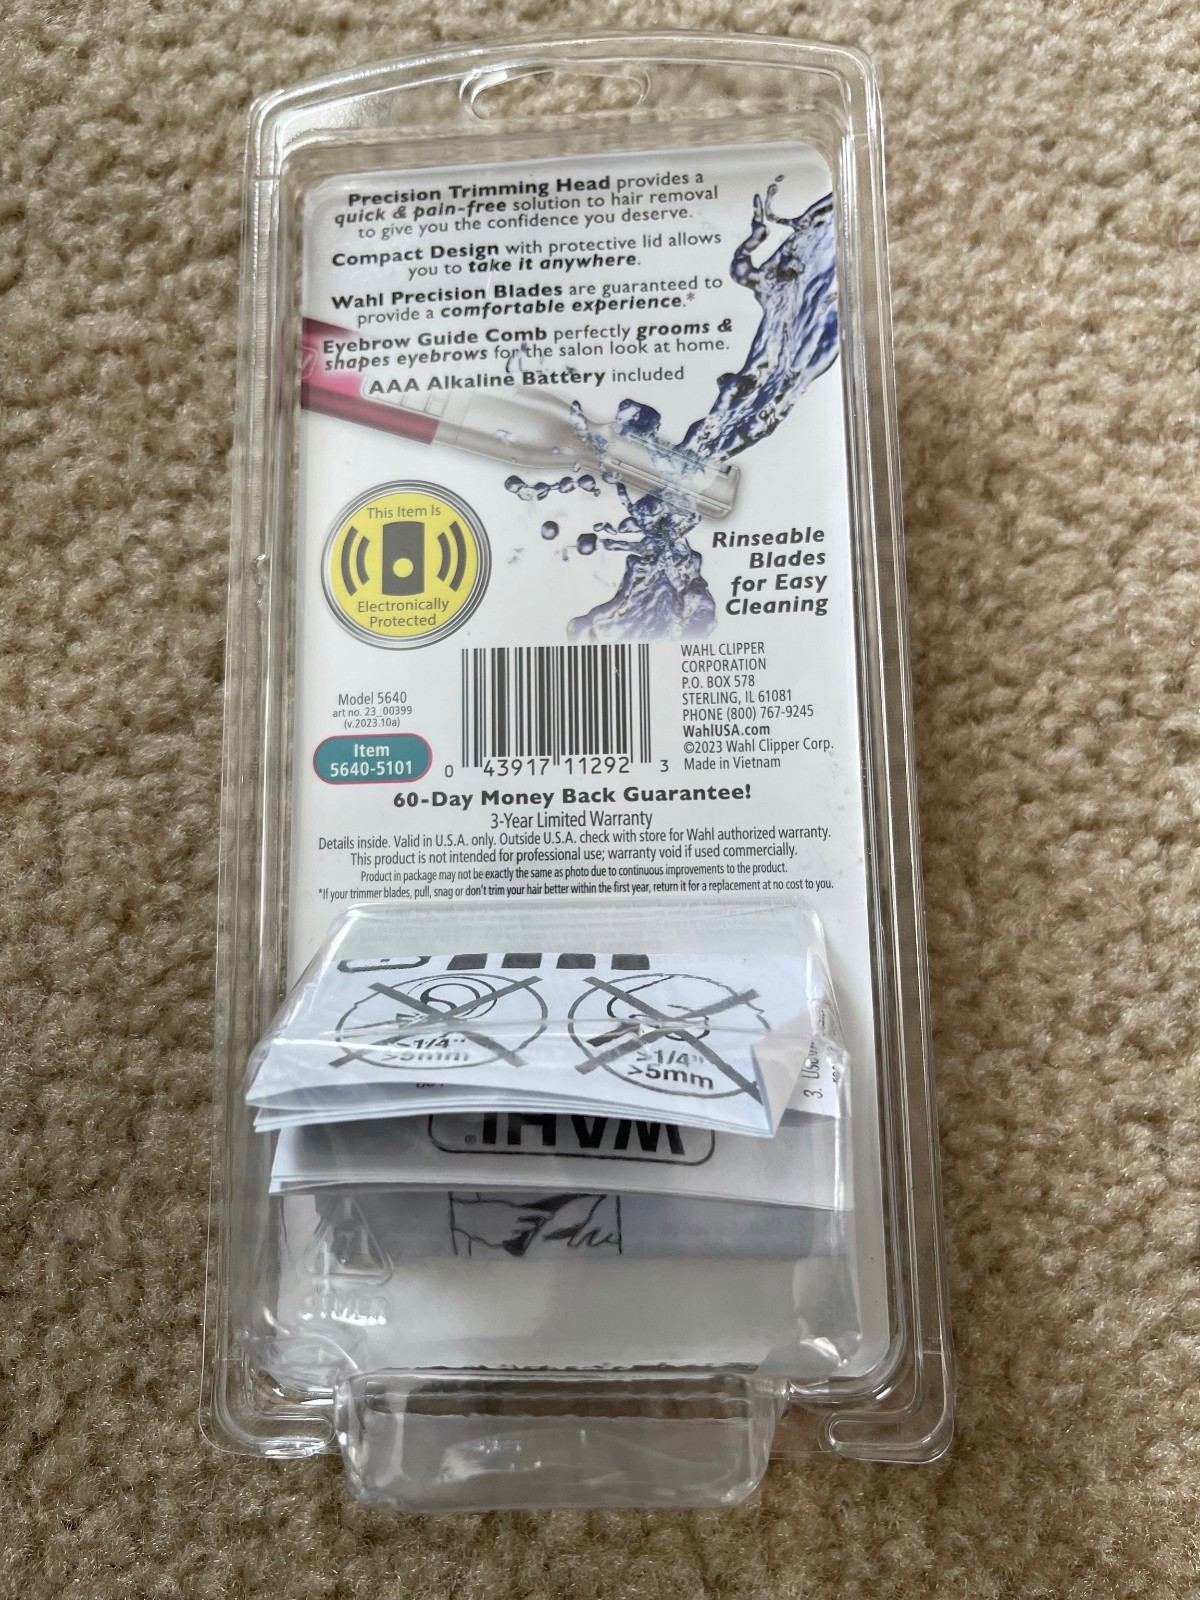 Precision Trimming Head provides a
quick & pain-free solution to hair removal
to give you the confidence you deserve.
Compact Design with protective lid allows
you to take it anywhere.
Wahl Precision Blades are guaranteed to
provide a comfortable experience.*
Eyebrow Guide Comb perfectly grooms &
shapes eyebrows for the salon look at home.
AAA Alkaline Battery included
This Item Is
Electronically
Protected
Rinseable
Blades
for Easy
Cleaning
Model 5640
art no. 23_00399
(v.2023.10a)
Item
5640-5101
0 43917 11292 3
WAHL CLIPPER
CORPORATION
P.O. BOX 578
STERLING, IL 61081
PHONE (800) 767-9245
WahlUSA.com
©2023 Wahl Clipper Corp.
Made in Vietnam
60-Day Money Back Guarantee!
3-Year Limited Warranty
Details inside. Valid in U.S.A. only. Outside U.S.A. check with store for Wahl authorized warranty.
This product is not intended for professional use; warranty void if used commercially.
Product in package may not be exactly the same as photo due to continuous improvements to the product.
*If your trimmer blades, pull, snag or don't trim your hair better within the first year, return it for a replacement at no cost to you.
>1/4"
>5mm
>1/4"
>5mm
3.
WAHL®